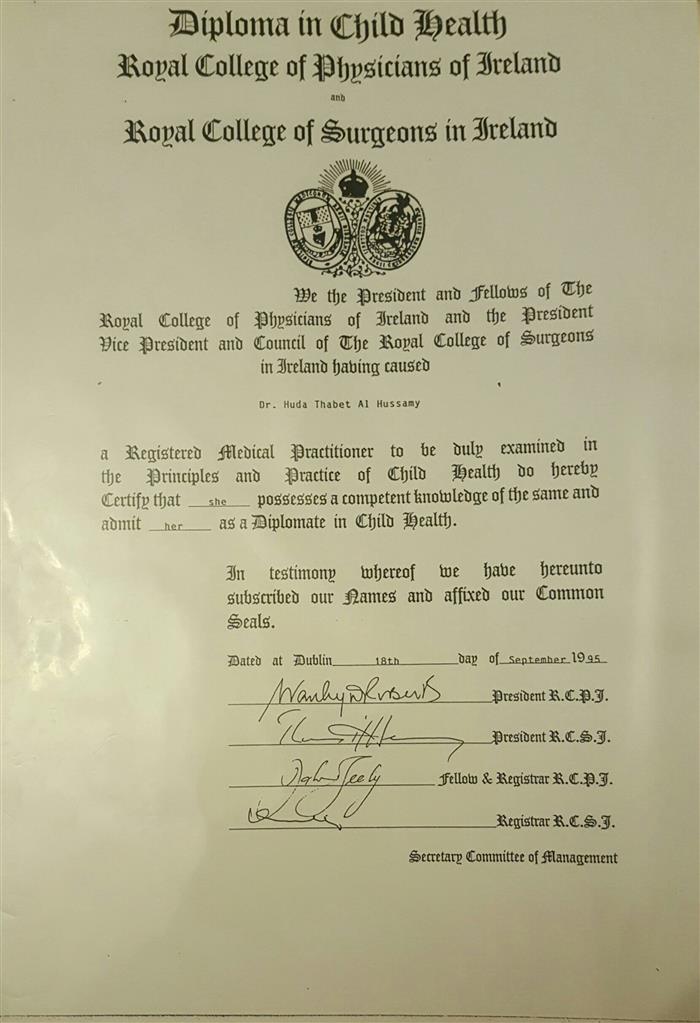 Diploma in Child Health
Royal College of Physicians of Ireland
and
Royal College of Surgeons in Ireland
We the President and Fellows of The
Royal College of Physicians of Ireland and the President
Vice President and Council of The Royal College of Surgeons
in Ireland having caused
Dr. Huda Thabet Al Hussamy
a Registered Medical Practitioner to be duly examined in
the Principles and Practice of Child Health do hereby
Certify that she possesses a competent knowledge of the same and
admit her as a Diplomate in Child Health.
In testimony whereof we have hereunto
subscribed our Names and affixed our Common
Seals.
Dated at Dublin 18th day of September 1995
President R.C.P.I.
President R.C.S.I.
Fellow & Registrar R.C.P.I.
Registrar R.C.S.I.
Secretary Committee of Management